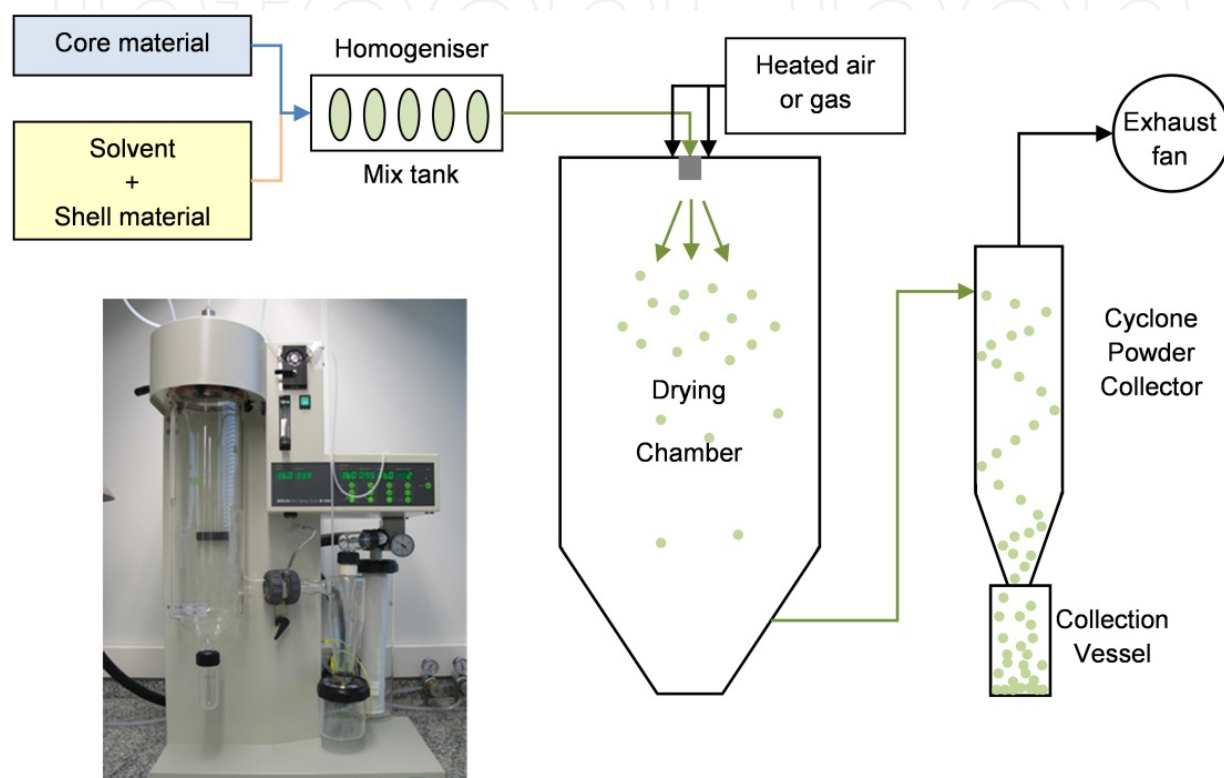 Core material
Homogeniser
Heated air
or gas
Exhaust
fan
Solvent
+
Shell material
Mix tank
Cyclone
Powder
Collector
Drying
Chamber
Collection
Vessel